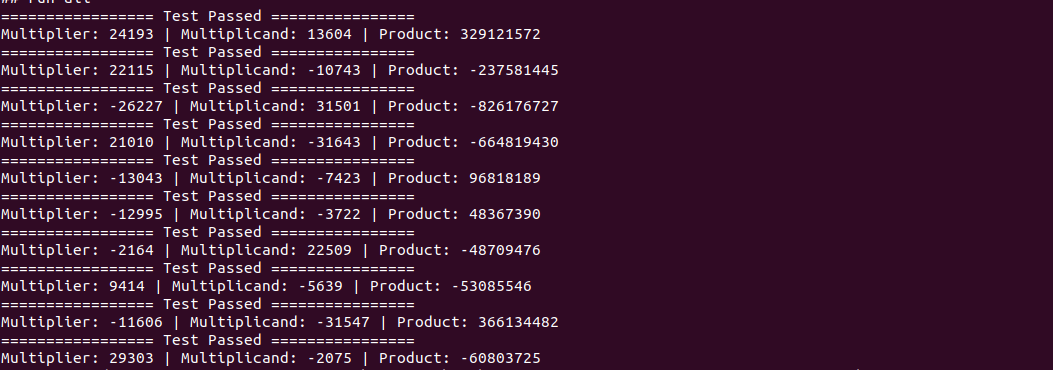 ## run all
================= Test Passed ================
Multiplier: 24193 | Multiplicand: 13604 | Product: 329121572
================= Test Passed ================
Multiplier: 22115 | Multiplicand: -10743 | Product: -237581445
================= Test Passed ================
Multiplier: -26227 | Multiplicand: 31501 | Product: -826176727
================= Test Passed ================
Multiplier: 21010 | Multiplicand: -31643 | Product: -664819430
================= Test Passed ================
Multiplier: -13043 | Multiplicand: -7423 | Product: 96818189
================= Test Passed ================
Multiplier: -12995 | Multiplicand: -3722 | Product: 48367390
================= Test Passed ================
Multiplier: -2164 | Multiplicand: 22509 | Product: -48709476
================= Test Passed ================
Multiplier: 9414 | Multiplicand: -5639 | Product: -53085546
================= Test Passed ================
Multiplier: -11606 | Multiplicand: -31547 | Product: 366134482
================= Test Passed ================
Multiplier: 29303 | Multiplicand: -2075 | Product: -60803725